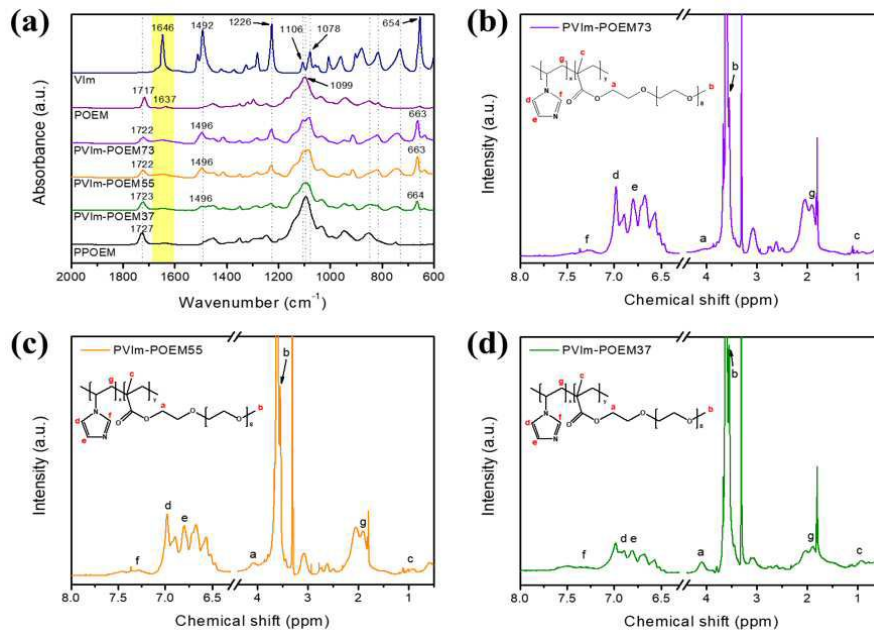 (a)
1646
1492
1226
1106
1078
654
VIm
1717
1637
1099
POEM
1722
1496
663
PVIm-POEM73
1722
1496
663
PVIm-POEM55
1723
1496
664
PVIm-POEM37
1727
PPOEM
Absorbance (a.u.)
2000 1800 1600 1400 1200 1000 800 600
Wavenumber (cm-1)
(b)
PVIm-POEM73
g c
x y
N O a O O b
d f O 8
e N
b
d
e
g
f a c
Intensity (a.u.)
8.0 7.5 7.0 6.5 4 2 1
Chemical shift (ppm)
(c)
PVIm-POEM55
g c
x y
N O a O O b
d f O 8
e N
b
d
e
g
f a c
Intensity (a.u.)
8.0 7.5 7.0 6.5 4 2 1
Chemical shift (ppm)
(d)
PVIm-POEM37
g c
x y
N O a O O b
d f O 8
e N
b
d e
g
f a c
Intensity (a.u.)
8.0 7.5 7.0 6.5 4 2 1
Chemical shift (ppm)